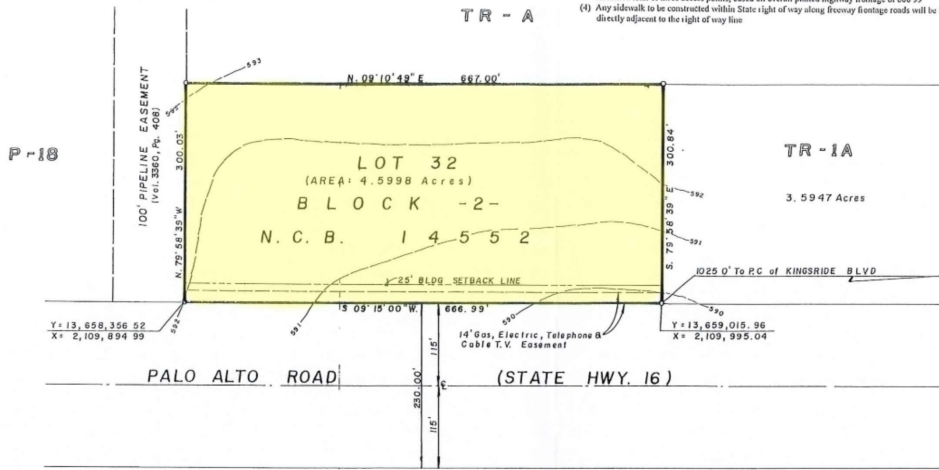 TR - A
(4) Any sidewalk to be constructed within State right of way along freeway frontage roads will be
directly adjacent to the right of way line
593
N. 09°10'49" E 667.00'
592
100' PIPELINE EASEMENT
(Vol. 3360, Pg. 408)
P - 18
N. 79°58'39" W 300.03'
LOT 32
(AREA: 4.5998 Acres)
BLOCK -2-
N. C. B. 14552
S. 79°58'39" E 300.84'
TR - 1A
3.5947 Acres
592
591
25' BLDG SETBACK LINE
1025 0' To P.C of KINGSRIDE BLVD
592
591
S 09°15'00" W. 666.99'
590
590
Y = 13,658,356 52
X = 2,109,894 99
14' Gas, Electric, Telephone &
Cable T.V. Easement
Y = 13,659,015.96
X = 2,109,995.04
115'
PALO ALTO ROAD (STATE HWY. 16)
230.00'
115'